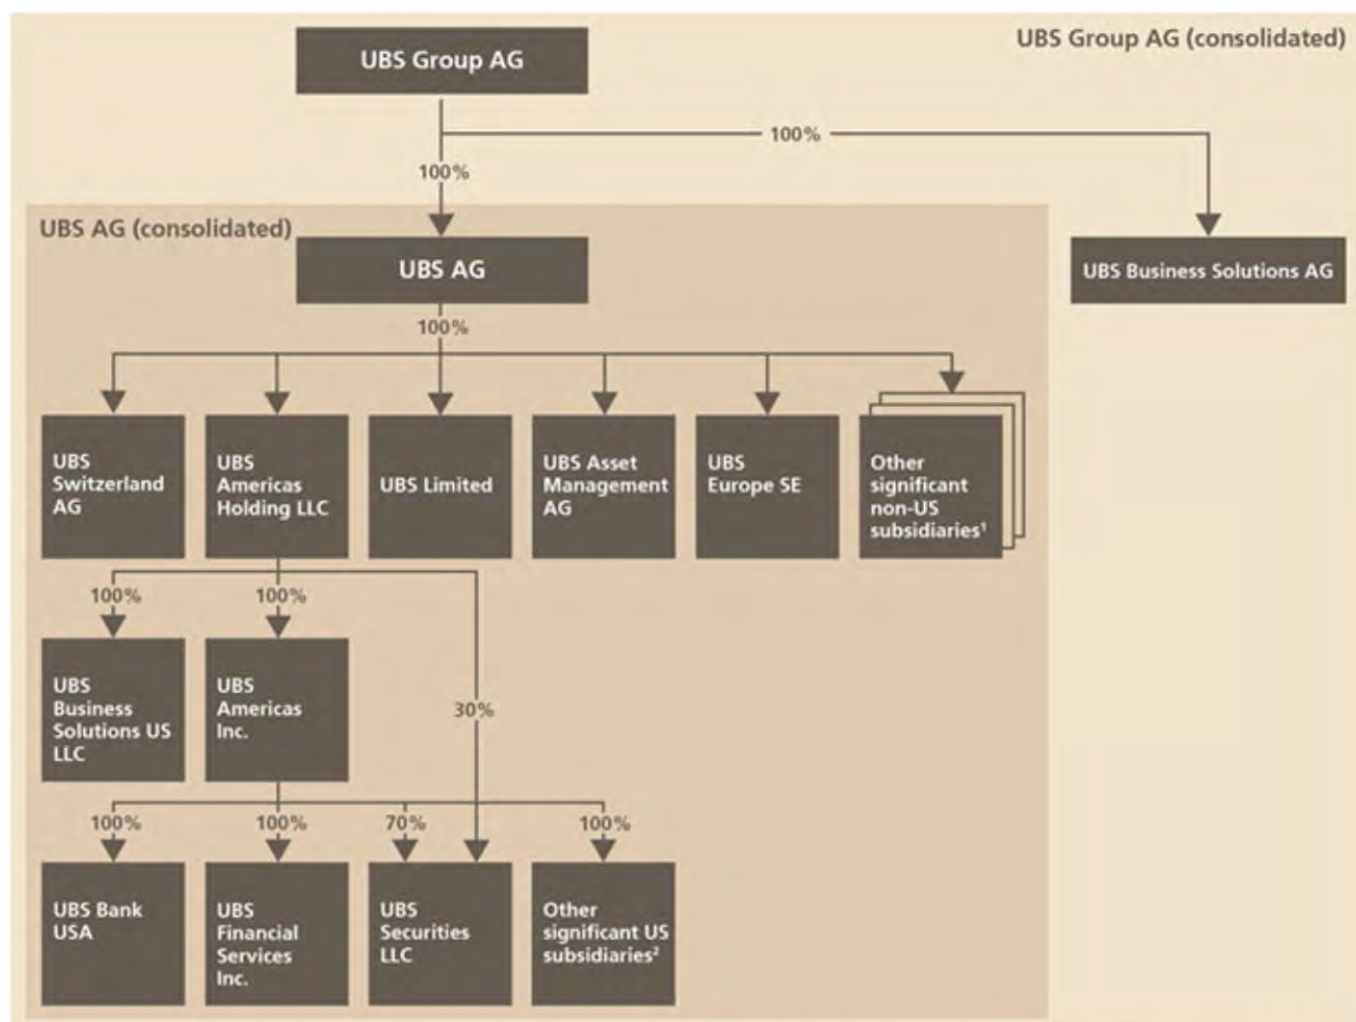 UBS Group AG (consolidated)
UBS Group AG
100%
100%
UBS AG (consolidated)
UBS AG
UBS Business Solutions AG
100%
UBS
Switzerland
AG
UBS
Americas
Holding LLC
UBS Limited
UBS Asset
Management
AG
UBS
Europe SE
Other
significant
non-US
subsidiaries¹
100%
100%
30%
UBS
Business
Solutions US
LLC
UBS
Americas
Inc.
100%
100%
70%
100%
UBS Bank
USA
UBS
Financial
Services
Inc.
UBS
Securities
LLC
Other
significant US
subsidiaries²